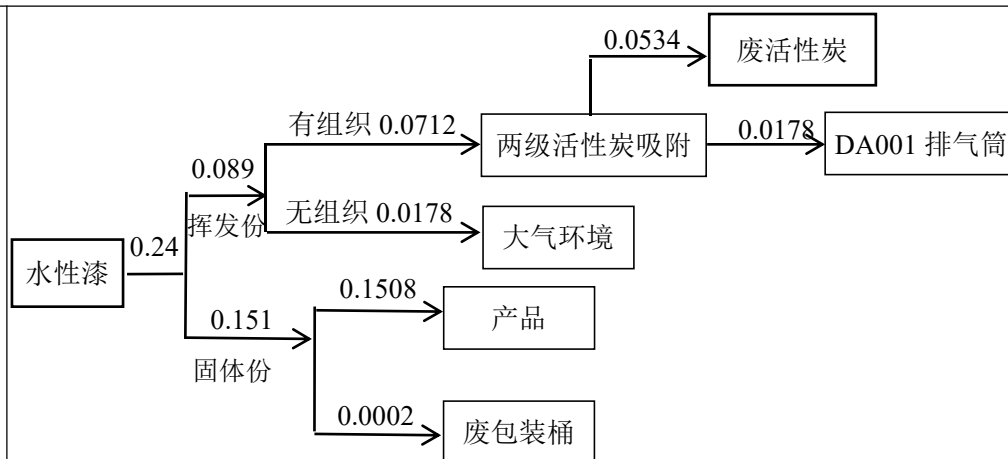 0.0534
废活性炭
有组织 0.0712
两级活性炭吸附
0.0178
DA001 排气筒
0.089
挥发份
无组织 0.0178
大气环境
0.24
水性漆
0.1508
产品
0.151
固体份
0.0002
废包装桶